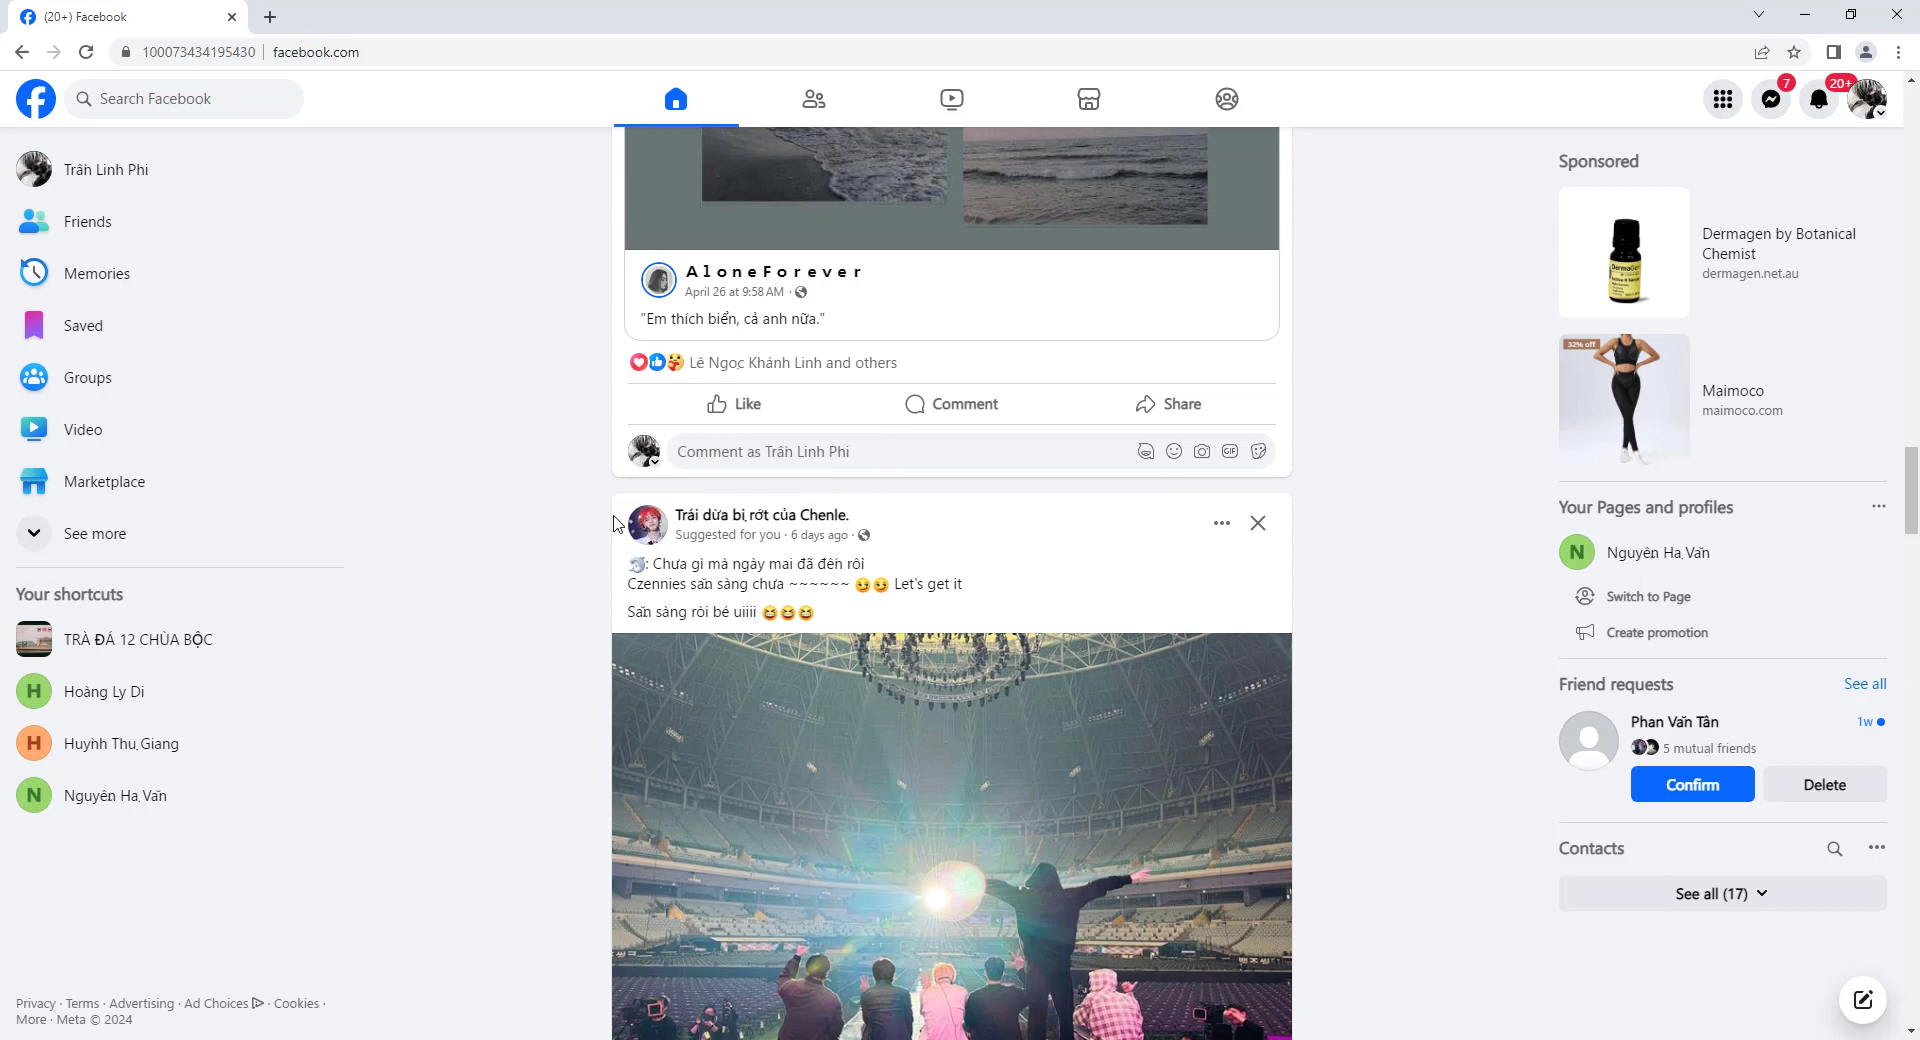 (20+) Facebook
100073434195430 | facebook.com
Search Facebook
7
20+
Trần Linh Phi
Friends
Memories
Saved
Groups
Video
Marketplace
See more
Your shortcuts
TRÀ ĐÁ 12 CHÙA BỘC
Hoàng Ly Di
H
Huỳnh Thu Giang
H
Nguyễn Hạ Vân
N
Privacy · Terms · Advertising · Ad Choices · Cookies ·
More · Meta © 2024
A l o n e F o r e v e r
April 26 at 9:58 AM ·
"Em thích biển, cả anh nữa."
Lê Ngọc Khánh Linh and others
Like
Comment
Share
Comment as Trần Linh Phi
GIF
Trái dừa bị rớt của Chenle.
Suggested for you · 6 days ago ·
: Chưa gì mà ngày mai đã đến rồi
Czennies sẵn sàng chưa ~~~~~~ 😏😏 Let's get it
Sẵn sàng ròi bé uiiii 😆😆😆
Sponsored
Dermagen by Botanical
Chemist
dermagen.net.au
32% off
Maimoco
maimoco.com
Your Pages and profiles
N
Nguyễn Hạ Vân
Switch to Page
Create promotion
Friend requests
See all
Phan Văn Tân
1w
5 mutual friends
Confirm
Delete
Contacts
See all (17)